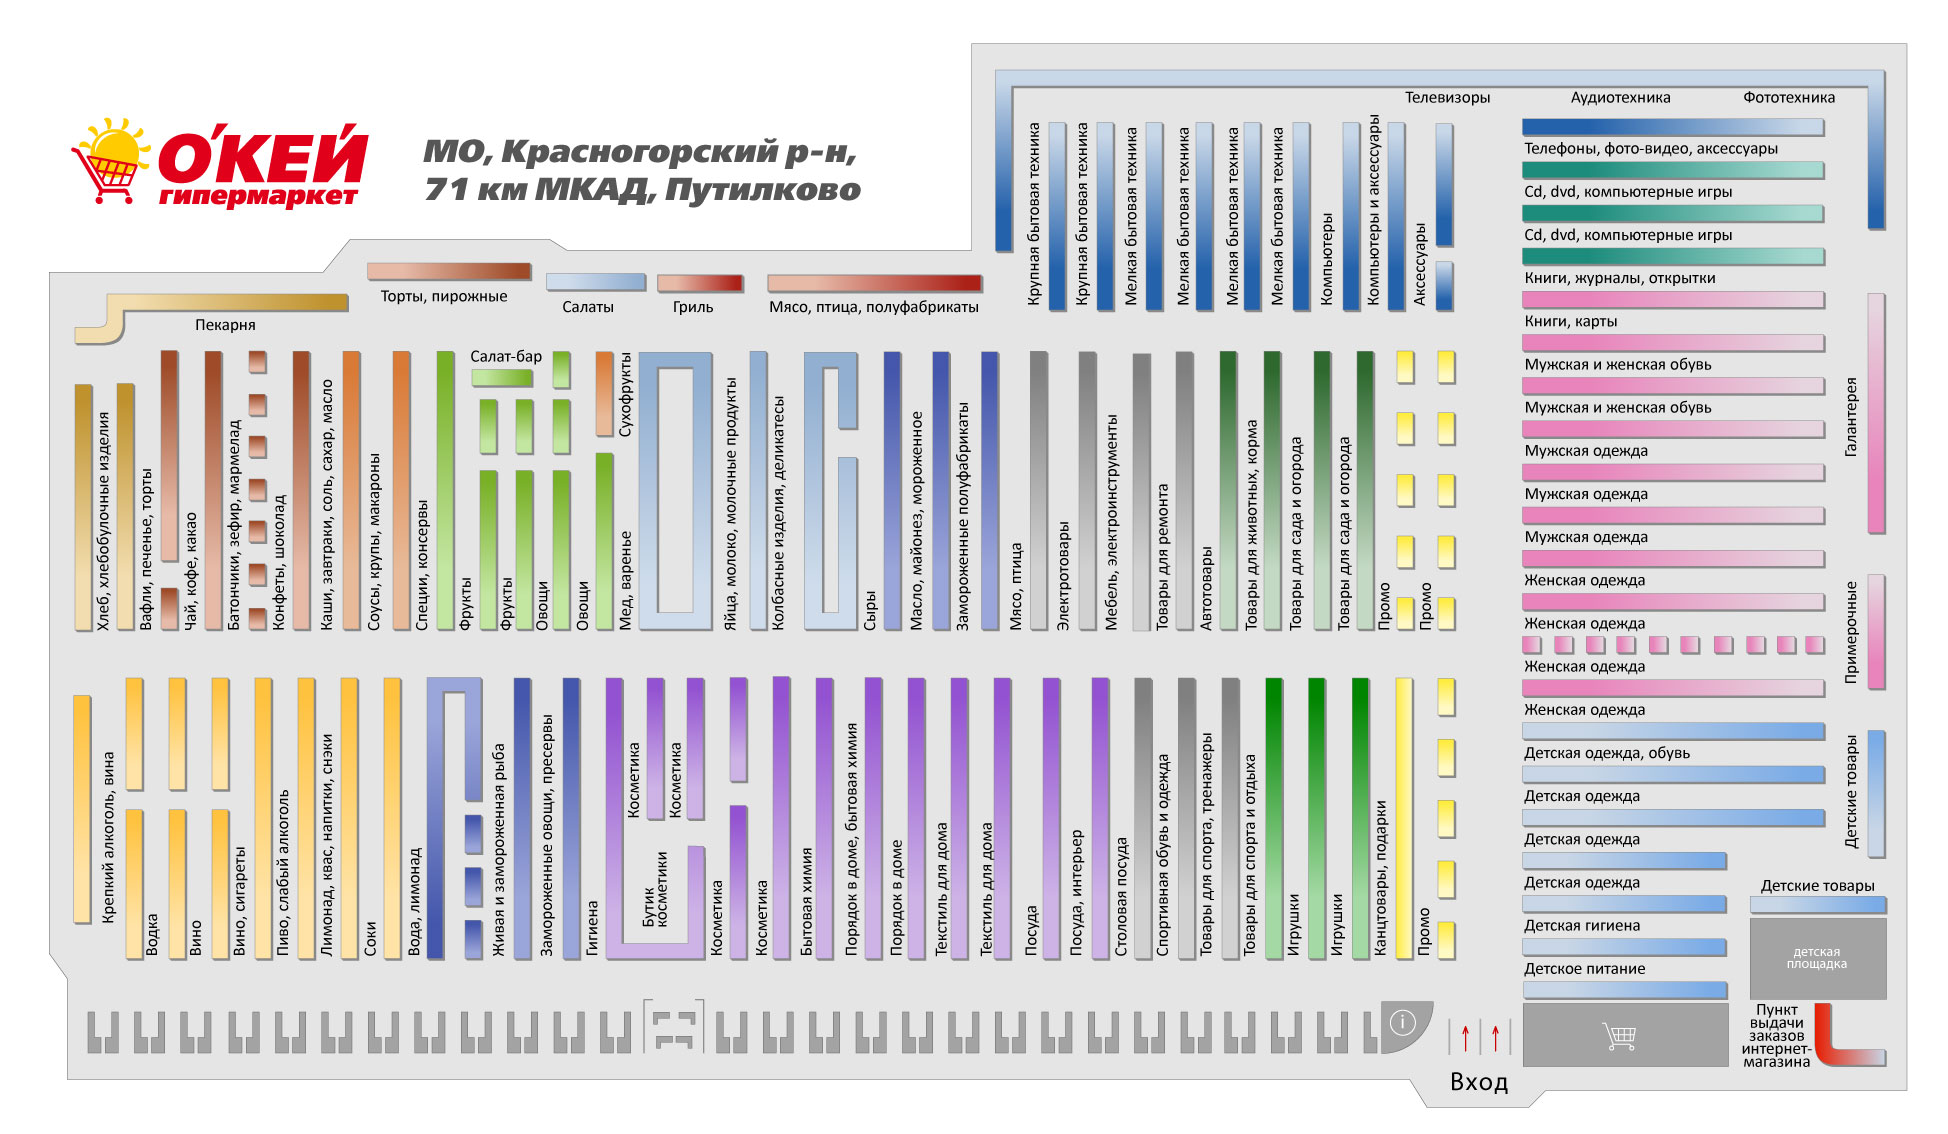 О'КЕЙ
гипермаркет
МО, Красногорский р-н,
71 км МКАД, Путилково
Телевизоры
Аудиотехника
Фототехника
Крупная бытовая техника
Крупная бытовая техника
Мелкая бытовая техника
Мелкая бытовая техника
Мелкая бытовая техника
Мелкая бытовая техника
Компьютеры
Компьютеры и аксессуары
Аксессуары
Пекарня
Торты, пирожные
Салаты
Гриль
Мясо, птица, полуфабрикаты
Хлеб, хлебобулочные изделия
Вафли, печенье, торты
Чай, кофе, какао
Батончики, зефир, мармелад
Конфеты, шоколад
Каши, завтраки, соль, сахар, масло
Соусы, крупы, макароны
Специи, консервы
Фрукты
Салат-бар
Фрукты
Овощи
Овощи
Сухофрукты
Мед, варенье
Яйца, молоко, молочные продукты
Колбасные изделия, деликатесы
Сыры
Масло, майонез, мороженное
Замороженные полуфабрикаты
Мясо, птица
Электротовары
Мебель, электроинструменты
Товары для ремонта
Автотовары
Товары для животных, корма
Товары для сада и огорода
Товары для сада и огорода
Промо
Промо
Крепкий алкоголь, вина
Водка
Вино
Вино, сигареты
Пиво, слабый алкоголь
Лимонад, квас, напитки, снэки
Соки
Вода, лимонад
Живая и замороженная рыба
Замороженные овощи, пресервы
Гигиена
Косметика
Косметика
Бутик
косметики
Косметика
Косметика
Бытовая химия
Порядок в доме, бытовая химия
Порядок в доме
Текстиль для дома
Текстиль для дома
Посуда
Посуда, интерьер
Столовая посуда
Спортивная обувь и одежда
Товары для спорта, тренажеры
Товары для спорта и отдыха
Игрушки
Игрушки
Канцтовары, подарки
Промо
Телефоны, фото-видео, аксессуары
Cd, dvd, компьютерные игры
Cd, dvd, компьютерные игры
Книги, журналы, открытки
Книги, карты
Мужская и женская обувь
Мужская и женская обувь
Мужская одежда
Мужская одежда
Мужская одежда
Женская одежда
Женская одежда
Женская одежда
Женская одежда
Детская одежда, обувь
Детская одежда
Детская одежда
Детская одежда
Детская гигиена
Детское питание
Галантерея
Примерочные
Детские товары
Детские товары
детская
площадка
Пункт
выдачи
заказов
интернет-
магазина
i
Вход